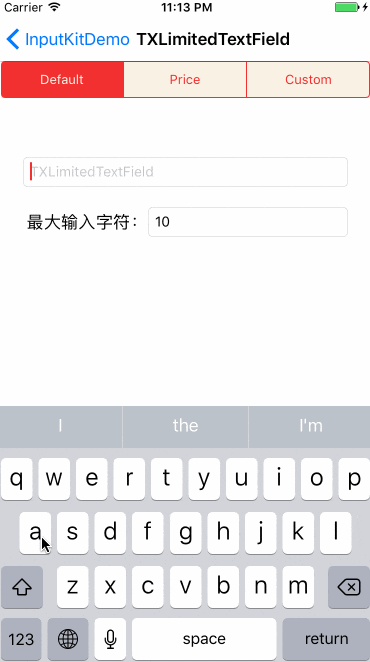 Carrier 11:13 PM
InputKitDemo TXLimitedTextField
Default Price Custom
TXLimitedTextField
最大输入字符： 10
I the I'm
q w e r t y u i o p
a s d f g h j k l
z x c v b n m
123 space return